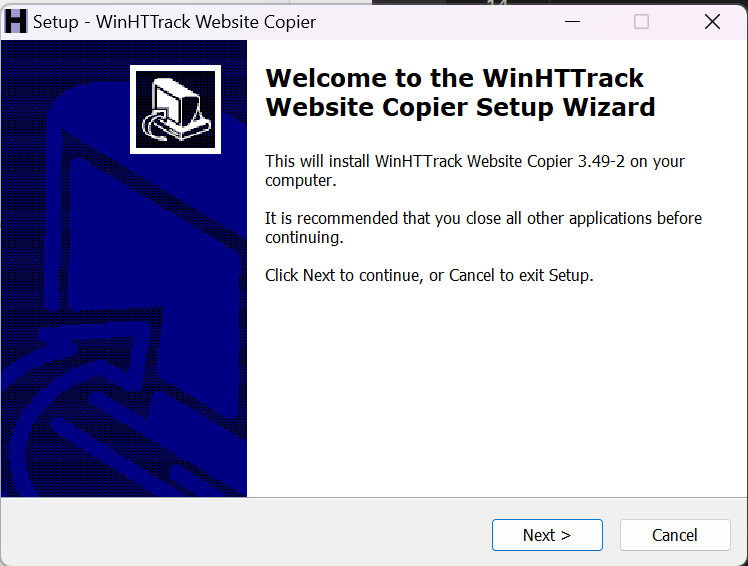 Setup - WinHTTrack Website Copier
Welcome to the WinHTTrack
Website Copier Setup Wizard
This will install WinHTTrack Website Copier 3.49-2 on your
computer.
It is recommended that you close all other applications before
continuing.
Click Next to continue, or Cancel to exit Setup.
Next >
Cancel